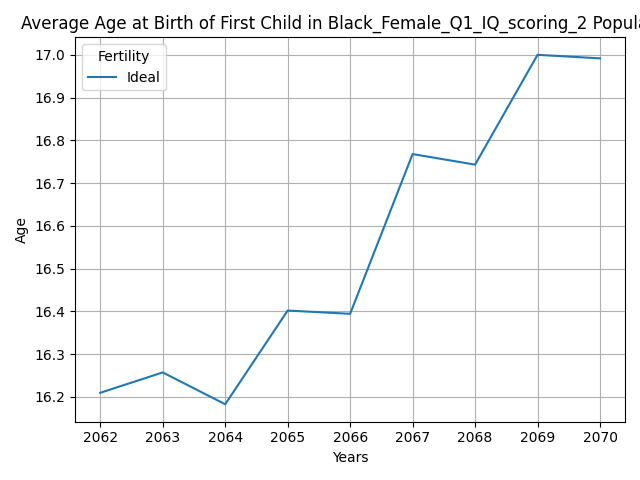 Average Age at Birth of First Child in Black_Female_Q1_IQ_scoring_2 Popula
Fertility
Ideal
17.0
16.9
16.8
16.7
16.6
16.5
16.4
16.3
16.2
Age
2062 2063 2064 2065 2066 2067 2068 2069 2070
Years